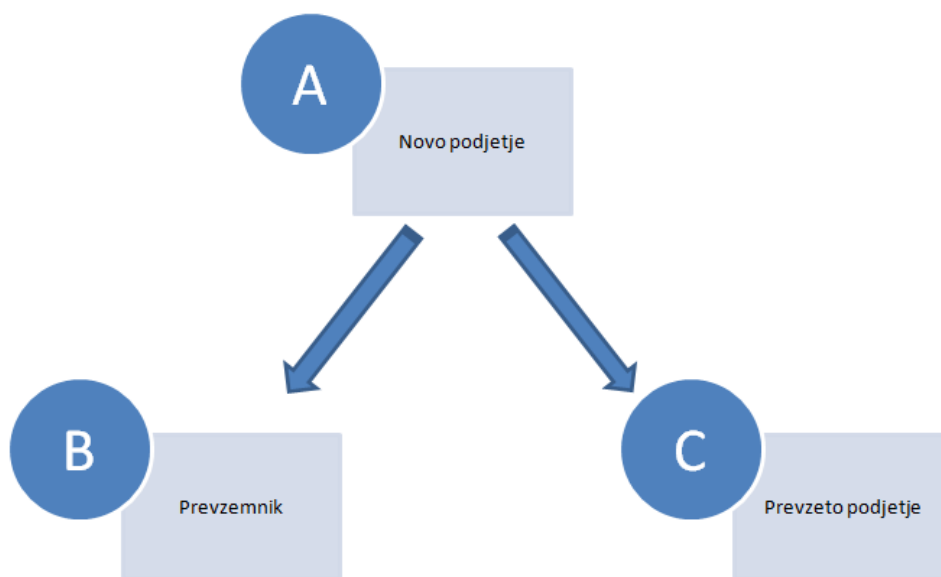 A
Novo podjetje
B
Prevzemnik
C
Prevzeto podjetje